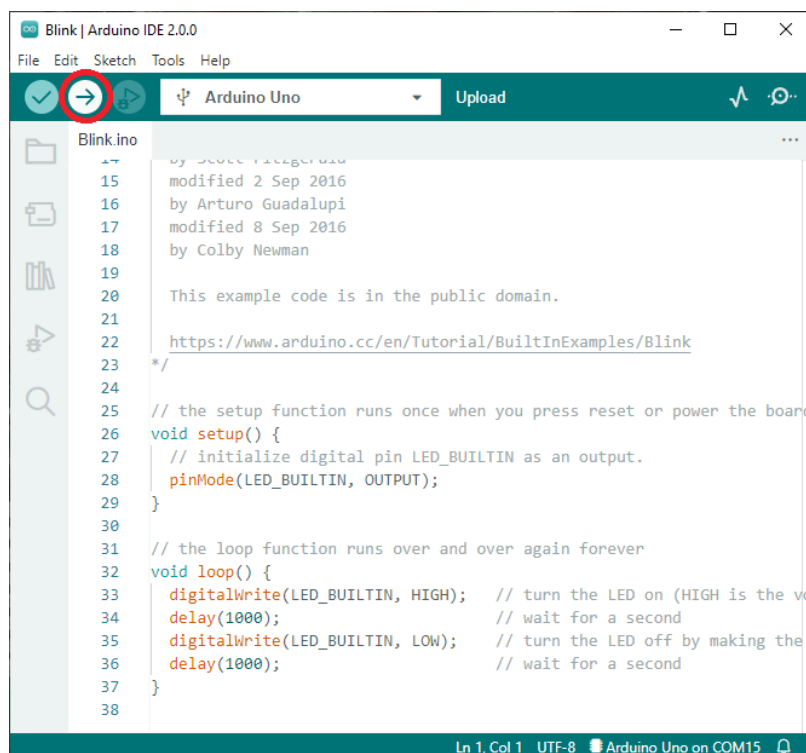 Blink | Arduino IDE 2.0.0
File Edit Sketch Tools Help
Arduino Uno Upload
Blink.ino
14 by Scott Fitzgerald
15 modified 2 Sep 2016
16 by Arturo Guadalupi
17 modified 8 Sep 2016
18 by Colby Newman
19
20 This example code is in the public domain.
21
22 https://www.arduino.cc/en/Tutorial/BuiltInExamples/Blink
23 */
24
25 // the setup function runs once when you press reset or power the boar
26 void setup() {
27 // initialize digital pin LED_BUILTIN as an output.
28 pinMode(LED_BUILTIN, OUTPUT);
29 }
30
31 // the loop function runs over and over again forever
32 void loop() {
33 digitalWrite(LED_BUILTIN, HIGH); // turn the LED on (HIGH is the vo
34 delay(1000); // wait for a second
35 digitalWrite(LED_BUILTIN, LOW); // turn the LED off by making the
36 delay(1000); // wait for a second
37 }
38
Ln 1, Col 1 UTF-8 Arduino Uno on COM15